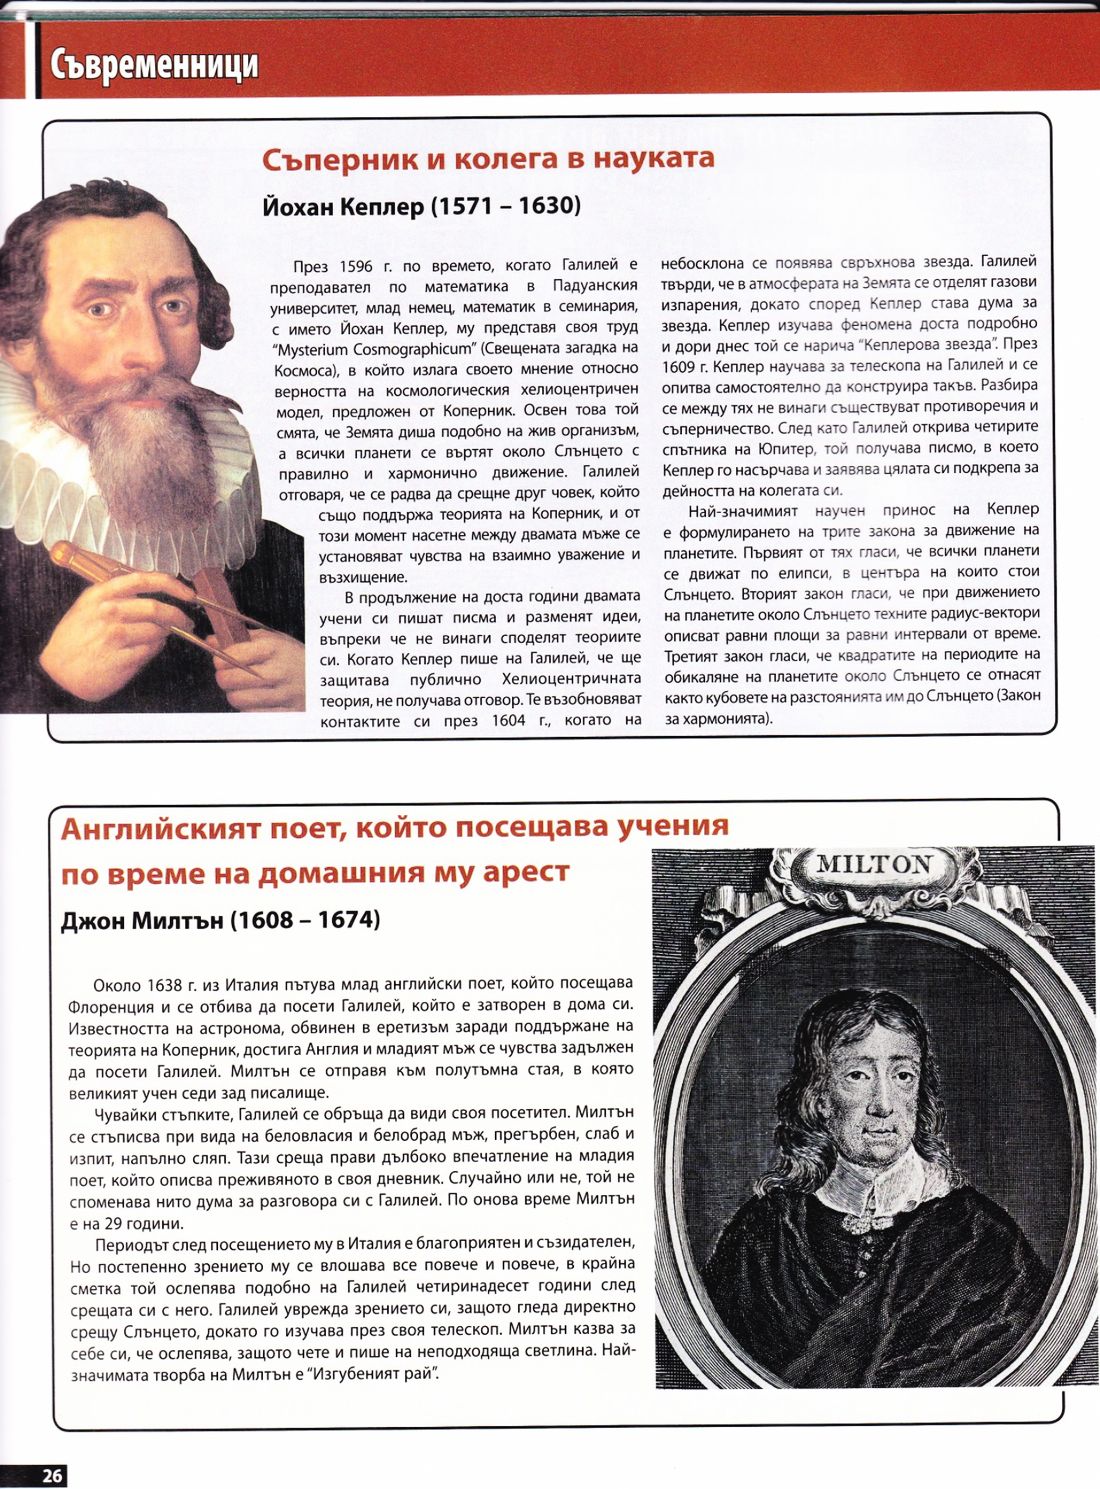 Съвременници
Съперник и колега в науката
Йохан Кеплер (1571 – 1630)
През 1596 г. по времето, когато Галилей е
преподавател по математика в Падуанския
университет, млад немец, математик в семинария,
с името Йохан Кеплер, му представя своя труд
“Mysterium Cosmographicum” (Свещената загадка на
Космоса), в който излага своето мнение относно
верността на космологическия хелиоцентричен
модел, предложен от Коперник. Освен това той
смята, че Земята диша подобно на жив организъм,
а всички планети се въртят около Слънцето с
правилно и хармонично движение. Галилей
отговаря, че се радва да срещне друг човек, който
също поддържа теорията на Коперник, и от
този момент насетне между двамата мъже се
установяват чувства на взаимно уважение и
възхищение.
В продължение на доста години двамата
учени си пишат писма и разменят идеи,
въпреки че не винаги споделят теориите
си. Когато Кеплер пише на Галилей, че ще
защитава публично Хелиоцентричната
теория, не получава отговор. Те възобновяват
контактите си през 1604 г., когато на
небосклона се появява свръхнова звезда. Галилей
твърди, че в атмосферата на Земята се отделят газови
изпарения, докато според Кеплер става дума за
звезда. Кеплер изучава феномена доста подробно
и дори днес той се нарича “Кеплерова звезда”. През
1609 г. Кеплер научава за телескопа на Галилей и се
опитва самостоятелно да конструира такъв. Разбира
се между тях не винаги съществуват противоречия и
съперничество. След като Галилей открива четирите
спътника на Юпитер, той получава писмо, в което
Кеплер го насърчава и заявява цялата си подкрепа за
дейността на колегата си.
Най-значимият научен принос на Кеплер
е формулирането на трите закона за движение на
планетите. Първият от тях гласи, че всички планети
се движат по елипси, в центъра на които стои
Слънцето. Вторият закон гласи, че при движението
на планетите около Слънцето техните радиус-вектори
описват равни площи за равни интервали от време.
Третият закон гласи, че квадратите на периодите на
обикаляне на планетите около Слънцето се отнасят
както кубовете на разстоянията им до Слънцето (Закон
за хармонията).
Английският поет, който посещава учения
по време на домашния му арест
Джон Милтън (1608 – 1674)
MILTON
Около 1638 г. из Италия пътува млад английски поет, който посещава
Флоренция и се отбива да посети Галилей, който е затворен в дома си.
Известността на астронома, обвинен в еретизъм заради поддържане на
теорията на Коперник, достига Англия и младият мъж се чувства задължен
да посети Галилей. Милтън се отправя към полутъмна стая, в която
великият учен седи зад писалище.
Чувайки стъпките, Галилей се обръща да види своя посетител. Милтън
се стъписва при вида на беловласия и белобрад мъж, прегърбен, слаб и
изпит, напълно сляп. Тази среща прави дълбоко впечатление на младия
поет, който описва преживяното в своя дневник. Случайно или не, той не
споменава нито дума за разговора си с Галилей. По онова време Милтън
е на 29 години.
Периодът след посещението му в Италия е благоприятен и съзидателен,
Но постепенно зрението му се влошава все повече и повече, в крайна
сметка той ослепява подобно на Галилей четиринадесет години след
срещата си с него. Галилей уврежда зрението си, защото гледа директно
срещу Слънцето, докато го изучава през своя телескоп. Милтън казва за
себе си, че ослепява, защото чете и пише на неподходяща светлина. Най-
значимата творба на Милтън е “Изгубеният рай”.
26